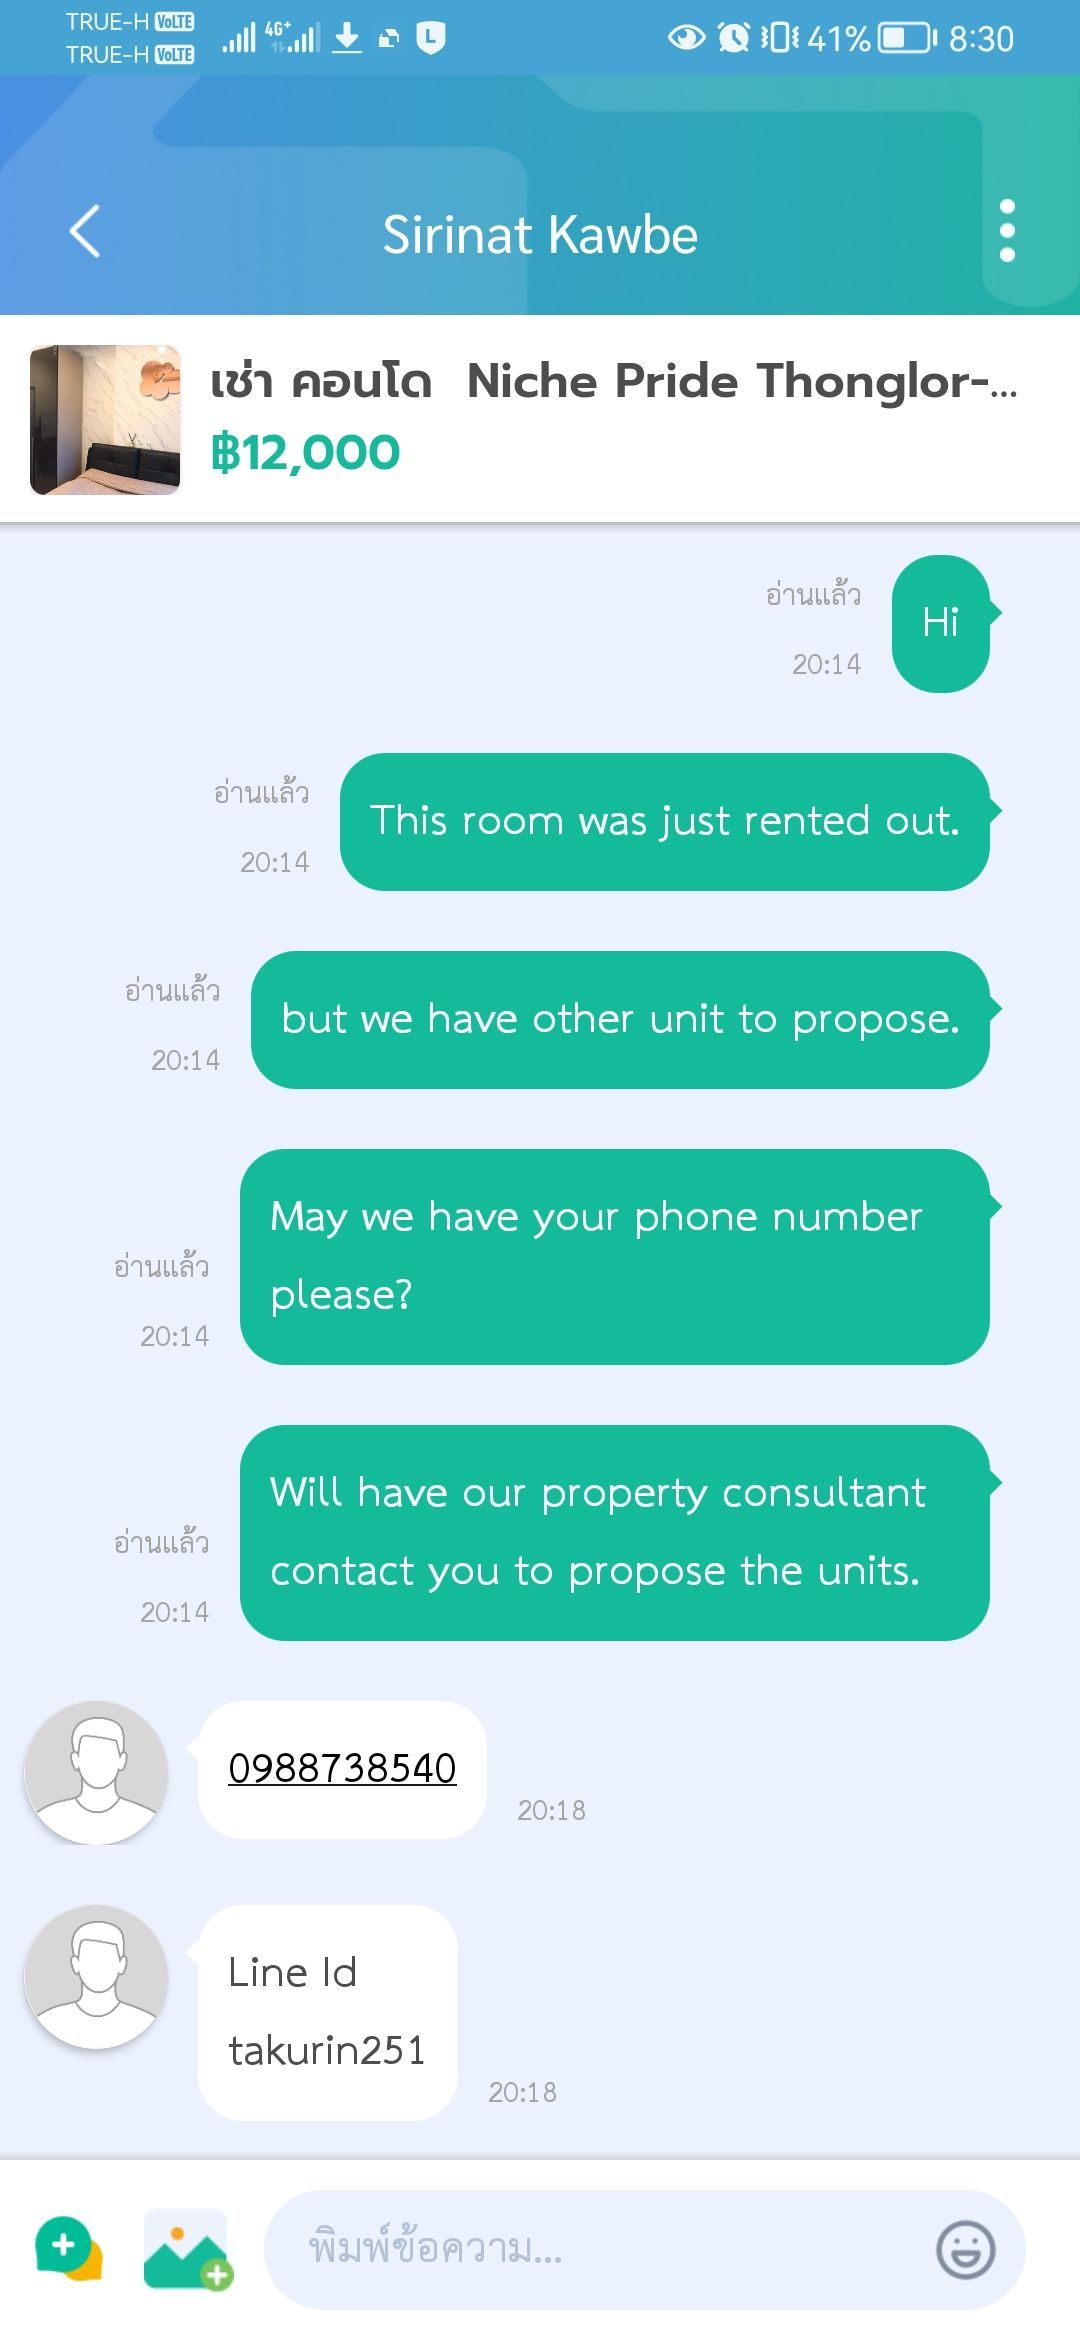 TRUE-H VoLTE
TRUE-H VoLTE
4G+
L
41%
8:30
Sirinat Kawbe
เช่า คอนโด Niche Pride Thonglor-...
฿12,000
Hi
อ่านแล้ว
20:14
This room was just rented out.
อ่านแล้ว
20:14
but we have other unit to propose.
อ่านแล้ว
20:14
May we have your phone number
please?
อ่านแล้ว
20:14
Will have our property consultant
contact you to propose the units.
อ่านแล้ว
20:14
0988738540
20:18
Line Id
takurin251
20:18
พิมพ์ข้อความ...